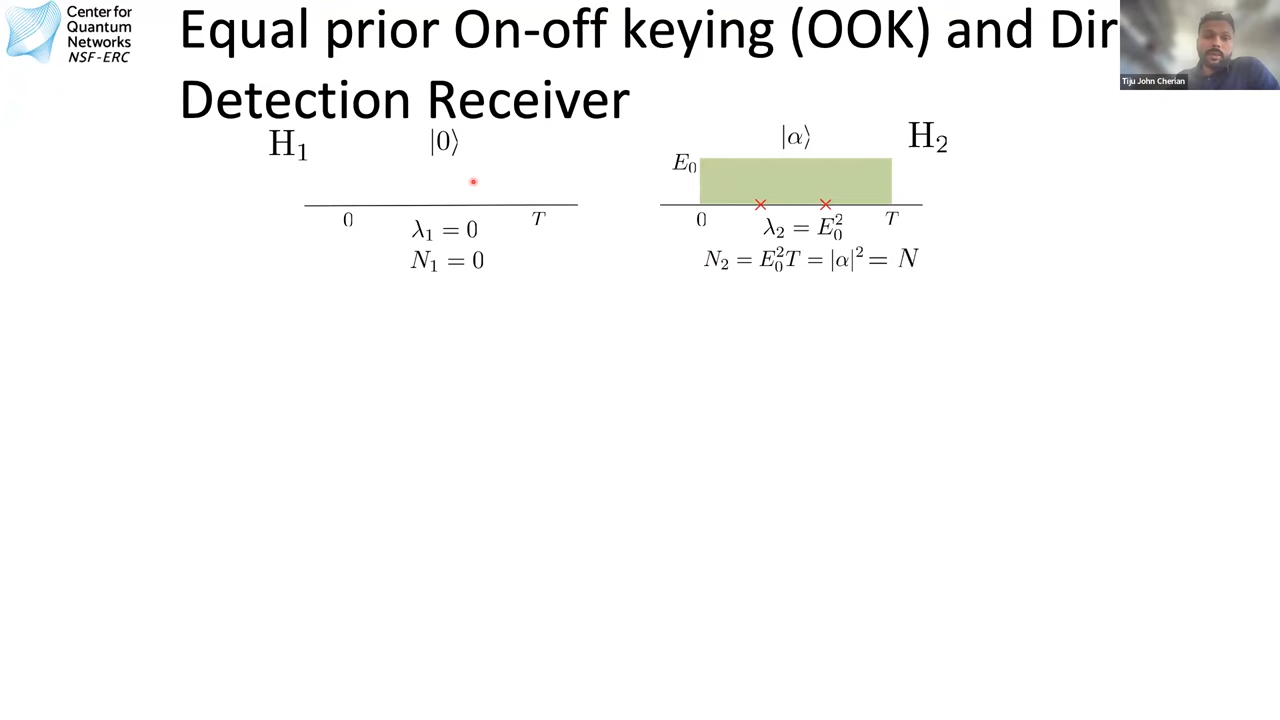 Center for
Quantum
Networks
NSF-ERC
Equal prior On-off keying (OOK) and Dir
Detection Receiver
Tiju John Cherian
H₁
|0⟩
0
T
λ₁ = 0
N₁ = 0
|α⟩
H₂
E₀
0
T
λ₂ = E₀²
N₂ = E₀²T = |α|² = N